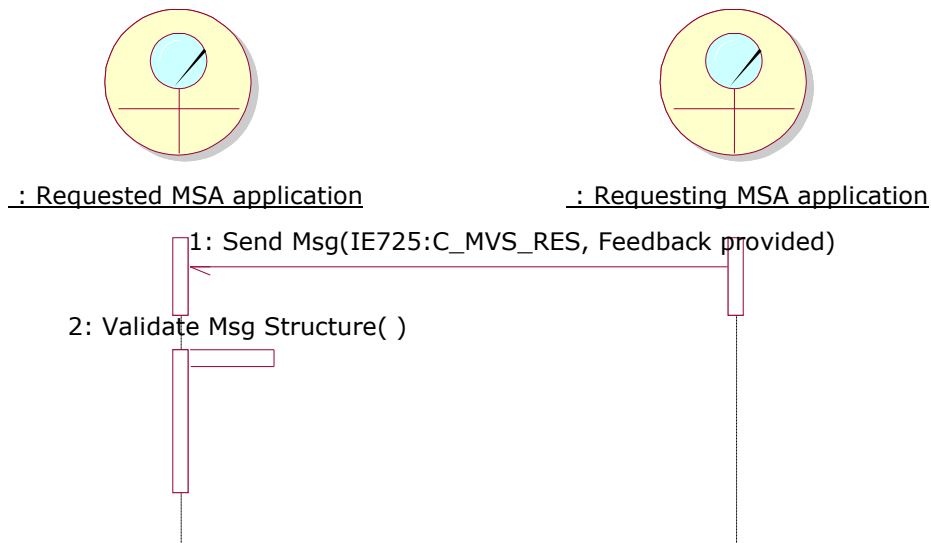 : Requested MSA application
: Requesting MSA application
1: Send Msg(IE725:C_MVS_RES, Feedback provided)
2: Validate Msg Structure( )